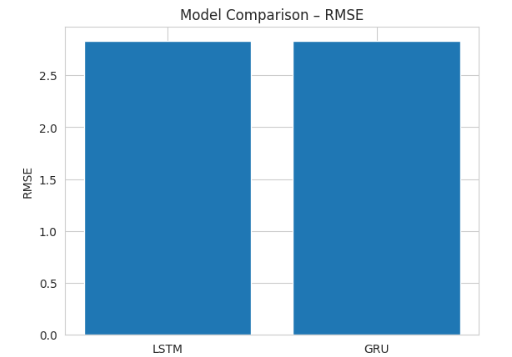 Model Comparison – RMSE
2.5
2.0
1.5
1.0
0.5
0.0
RMSE
LSTM GRU